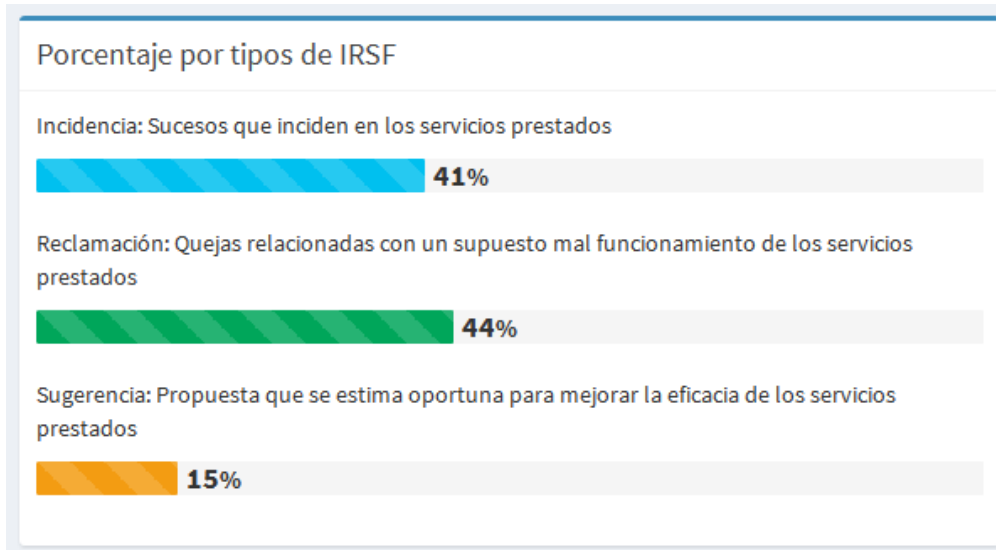 Porcentaje por tipos de IRSF
Incidencia: Sucesos que inciden en los servicios prestados
41%
Reclamación: Quejas relacionadas con un supuesto mal funcionamiento de los servicios
prestados
44%
Sugerencia: Propuesta que se estima oportuna para mejorar la eficacia de los servicios
prestados
15%